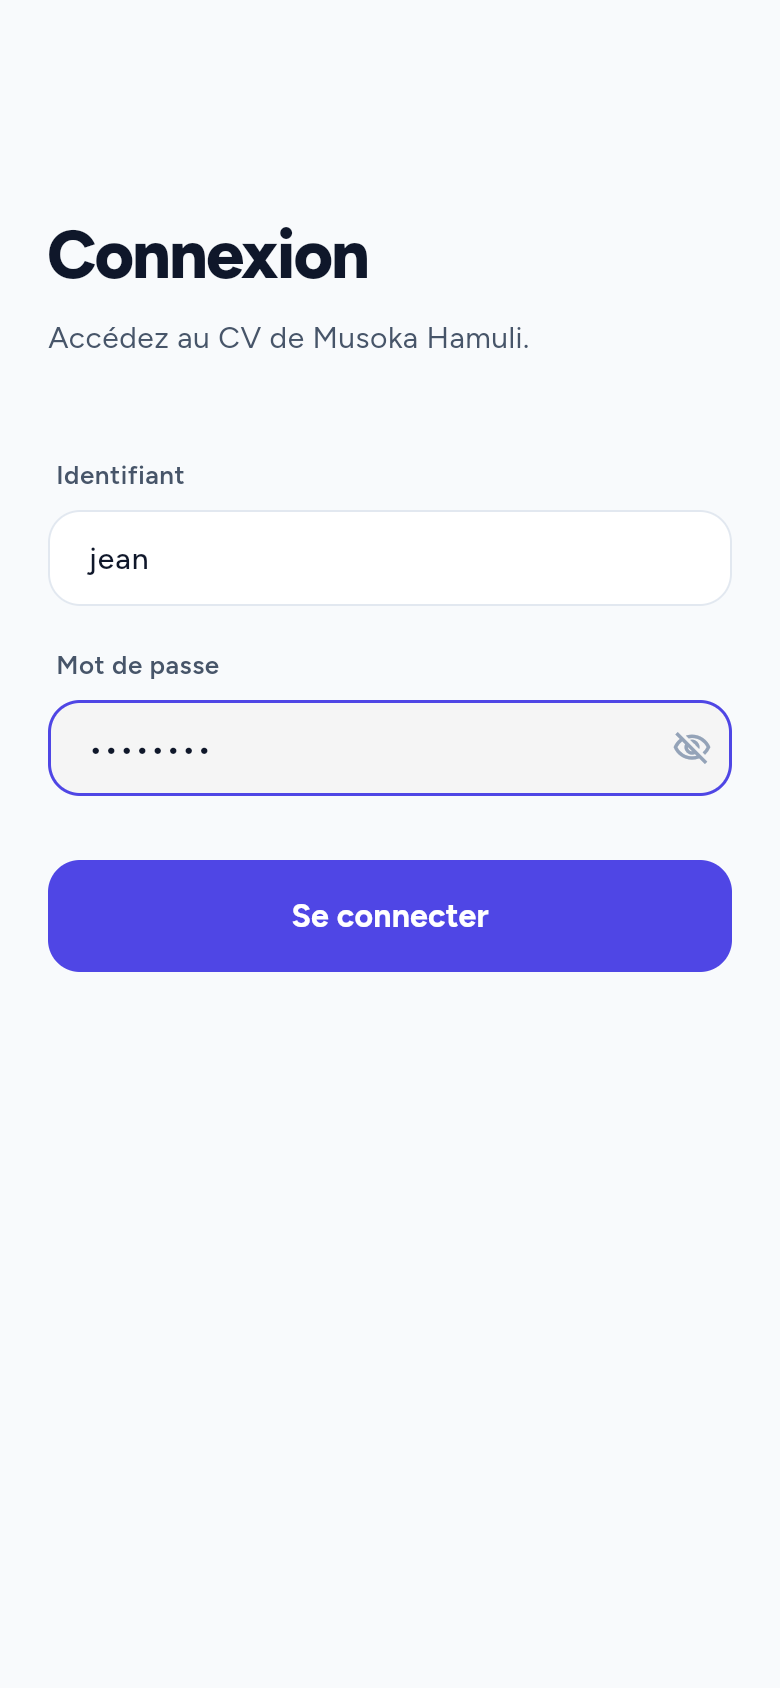 Connexion
Accédez au CV de Musoka Hamuli.
Identifiant
jean
Mot de passe
••••••••
Se connecter